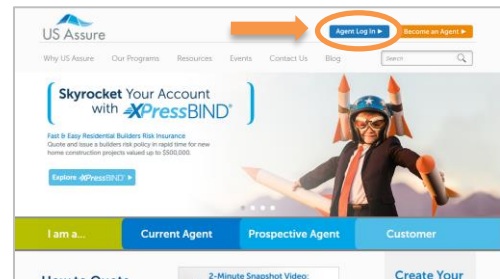 US Assure
Agent Log In ►
Become an Agent ►
Why US Assure Our Programs Resources Events Contact Us Blog
Search
Skyrocket Your Account
with XPressBIND®
Fast & Easy Residential Builders Risk Insurance
Quote and issue a builders risk policy in rapid time for new
home construction projects valued up to $500,000.
Explore XPressBIND ►
I am a... Current Agent Prospective Agent Customer
How to Quote
2-Minute Snapshot Video:
Create Your